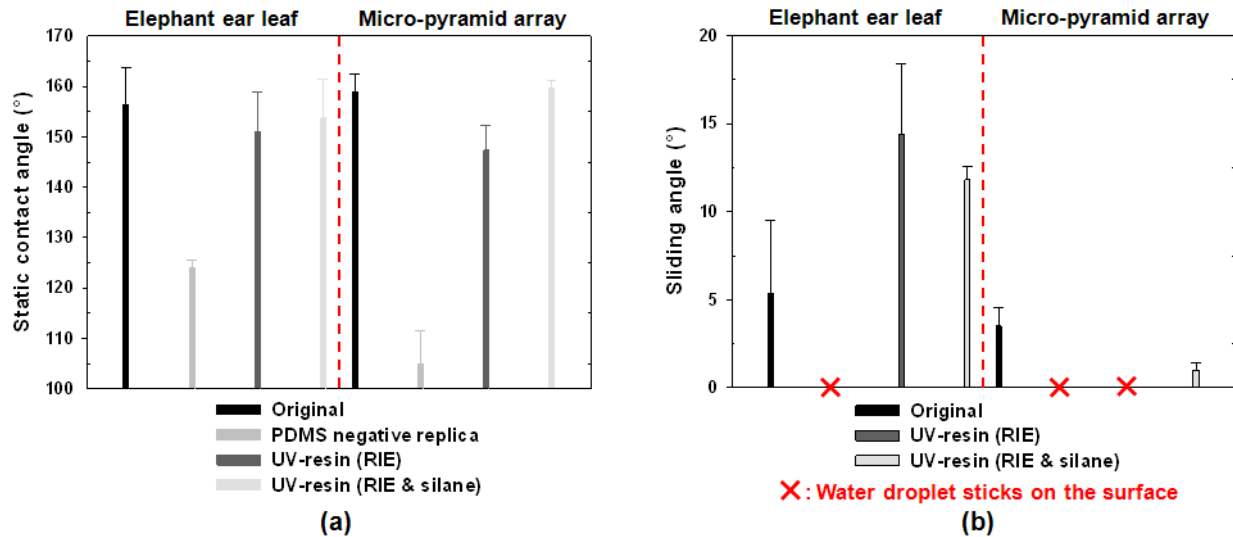 Elephant ear leaf Micro-pyramid array
170
160
150
140
130
120
110
100
Static contact angle (°)
Original
PDMS negative replica
UV-resin (RIE)
UV-resin (RIE & silane)
(a)
Elephant ear leaf Micro-pyramid array
20
15
10
5
0
Sliding angle (°)
Original
UV-resin (RIE)
UV-resin (RIE & silane)
: Water droplet sticks on the surface
(b)